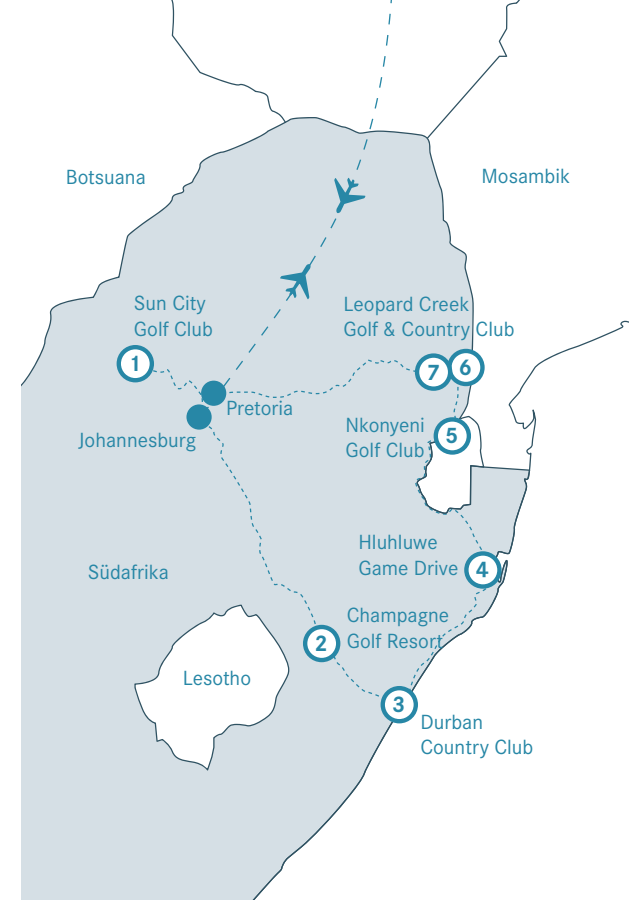 Botsuana
Mosambik
Sun City
Golf Club
1
Leopard Creek
Golf & Country Club
7
6
Pretoria
Johannesburg
Nkonyeni
Golf Club
5
Hluhluwe
Game Drive
4
Südafrika
Champagne
Golf Resort
2
Lesotho
3
Durban
Country Club